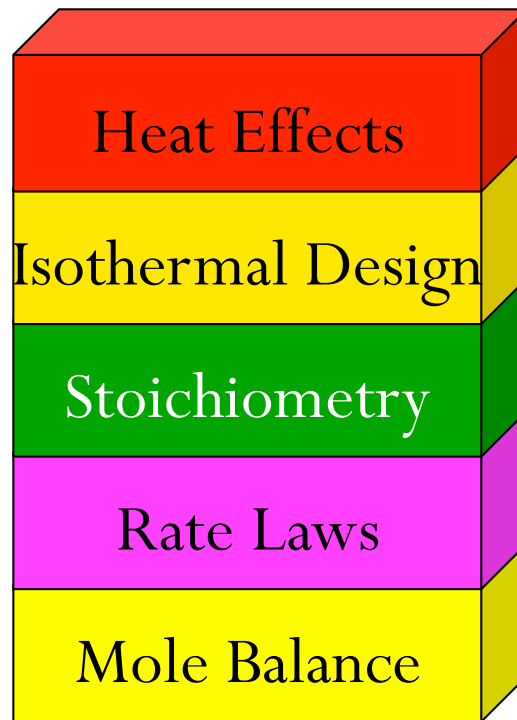 Heat Effects
Isothermal Design
Stoichiometry
Rate Laws
Mole Balance